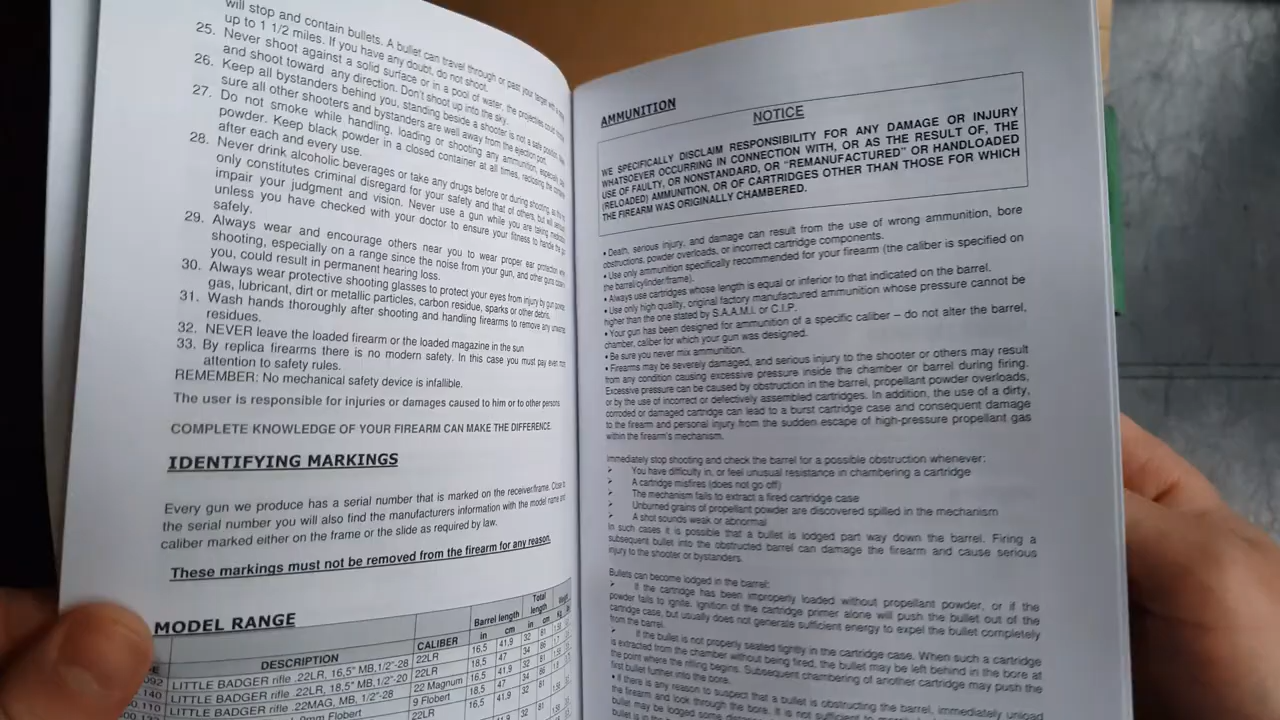 will stop and contain bullets. A bullet can travel through or past your target with a
up to 1 1/2 miles. If you have any doubt, do not shoot.
25. Never shoot against a solid surface or in a pool of water, the projectiles could
and shoot toward any direction. Don't shoot up into the sky.
26. Keep all bystanders behind you, standing beside a shooter is not a safe position,
sure all other shooters and bystanders are well away from the ejection port.
27. Do not smoke while handling, loading or shooting any ammunition, especially
powder. Keep black powder in a closed container at all times, reclosing the
after each and every use.
28. Never drink alcoholic beverages or take any drugs before or during shooting, as
only constitutes criminal disregard for your safety and that of others, but will
impair your judgment and vision. Never use a gun while you are taking
unless you have checked with your doctor to ensure your fitness to handle the
safely.
29. Always wear and encourage others near you to wear proper ear protection
shooting, especially on a range since the noise from your gun, and other guns
you, could result in permanent hearing loss.
30. Always wear protective shooting glasses to protect your eyes from injury by gun powder
gas, lubricant, dirt or metallic particles, carbon residue, sparks or other debris.
31. Wash hands thoroughly after shooting and handling firearms to remove any
residues.
32. NEVER leave the loaded firearm or the loaded magazine in the sun
33. By replica firearms there is no modern safety. In this case you must pay even
attention to safety rules.
REMEMBER: No mechanical safety device is infallible.
The user is responsible for injuries or damages caused to him or to other persons
COMPLETE KNOWLEDGE OF YOUR FIREARM CAN MAKE THE DIFFERENCE.
IDENTIFYING MARKINGS
Every gun we produce has a serial number that is marked on the receiver/frame. Close
the serial number you will also find the manufacturers information with the model name
caliber marked either on the frame or the slide as required by law.
These markings must not be removed from the firearm for any reason.
MODEL RANGE
DESCRIPTION CALIBER Barrel length Total length
in cm in cm
092 LITTLE BADGER rifle .22LR, 16,5" MB,1/2"-28 22LR 16,5 41,9 32 81
.140 LITTLE BADGER rifle .22LR, 18,5" MB,1/2"-20 22LR 18,5 47 34 86
.110 LITTLE BADGER rifle .22MAG, MB, 1/2"-28 22 Magnum 16,5 41,9 32 81
9mm Flobert 9 Flobert 18,5 47 34 86
22LR 16,5 41,9 32 81
AMMUNITION
NOTICE
WE SPECIFICALLY DISCLAIM RESPONSIBILITY FOR ANY DAMAGE OR INJURY
WHATSOEVER OCCURRING IN CONNECTION WITH, OR AS THE RESULT OF, THE
USE OF FAULTY, OR NONSTANDARD, OR "REMANUFACTURED" OR HANDLOADED
(RELOADED) AMMUNITION, OR OF CARTRIDGES OTHER THAN THOSE FOR WHICH
THE FIREARM WAS ORIGINALLY CHAMBERED.
• Death, serious injury, and damage can result from the use of wrong ammunition, bore
obstructions, powder overloads, or incorrect cartridge components.
• Use only ammunition specifically recommended for your firearm (the caliber is specified on
the barrel/cylinder/frame).
• Always use cartridges whose length is equal or inferior to that indicated on the barrel.
• Use only high quality, original factory manufactured ammunition whose pressure cannot be
higher than the one stated by S.A.A.M.I. or C.I.P.
• Your gun has been designed for ammunition of a specific caliber – do not alter the barrel,
chamber, caliber for which your gun was designed.
• Be sure you never mix ammunition.
• Firearms may be severely damaged, and serious injury to the shooter or others may result
from any condition causing excessive pressure inside the chamber or barrel during firing.
Excessive pressure can be caused by obstruction in the barrel, propellant powder overloads,
or by the use of incorrect or defectively assembled cartridges. In addition, the use of a dirty,
corroded or damaged cartridge can lead to a burst cartridge case and consequent damage
to the firearm and personal injury from the sudden escape of high-pressure propellant gas
within the firearm's mechanism.
Immediately stop shooting and check the barrel for a possible obstruction whenever:
➢ You have difficulty in, or feel unusual resistance in chambering a cartridge
➢ A cartridge misfires (does not go off)
➢ The mechanism fails to extract a fired cartridge case
➢ Unburned grains of propellant powder are discovered spilled in the mechanism
➢ A shot sounds weak or abnormal
In such cases it is possible that a bullet is lodged part way down the barrel. Firing a
subsequent bullet into the obstructed barrel can damage the firearm and cause serious
injury to the shooter or bystanders.
Bullets can become lodged in the barrel:
➢ If the cartridge has been improperly loaded without propellant powder, or if the
powder fails to ignite. Ignition of the cartridge primer alone will push the bullet out of the
cartridge case, but usually does not generate sufficient energy to expel the bullet completely
from the barrel.
➢ If the bullet is not properly seated tightly in the cartridge case. When such a cartridge
is extracted from the chamber without being fired, the bullet may be left behind in the bore at
the point where the rifling begins. Subsequent chambering of another cartridge may push the
first bullet further into the bore.
• If there is any reason to suspect that a bullet is obstructing the barrel, immediately unload
the firearm and look through the bore. It is not sufficient to
bullet may be lodged some